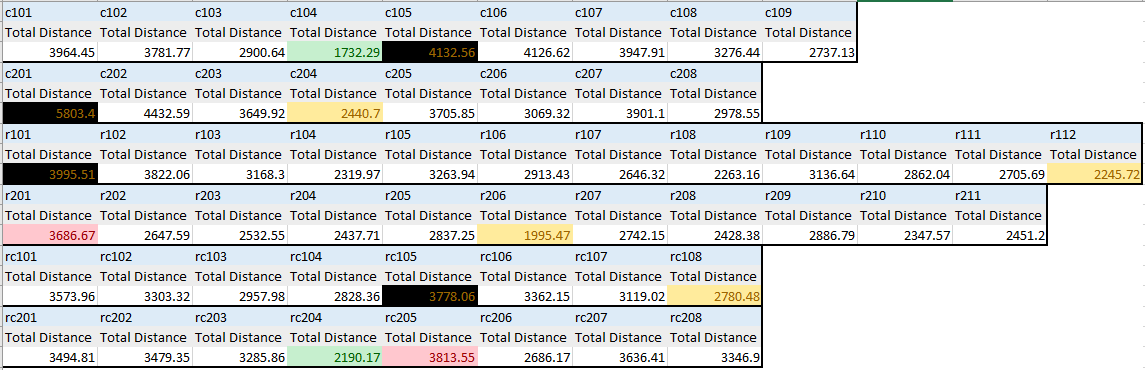 c101 c102 c103 c104 c105 c106 c107 c108 c109
Total Distance Total Distance Total Distance Total Distance Total Distance Total Distance Total Distance Total Distance Total Distance
3964.45 3781.77 2900.64 1732.29 4132.56 4126.62 3947.91 3276.44 2737.13
c201 c202 c203 c204 c205 c206 c207 c208
Total Distance Total Distance Total Distance Total Distance Total Distance Total Distance Total Distance Total Distance
5803.4 4432.59 3649.92 2440.7 3705.85 3069.32 3901.1 2978.55
r101 r102 r103 r104 r105 r106 r107 r108 r109 r110 r111 r112
Total Distance Total Distance Total Distance Total Distance Total Distance Total Distance Total Distance Total Distance Total Distance Total Distance Total Distance Total Distance
3995.51 3822.06 3168.3 2319.97 3263.94 2913.43 2646.32 2263.16 3136.64 2862.04 2705.69 2245.72
r201 r202 r203 r204 r205 r206 r207 r208 r209 r210 r211
Total Distance Total Distance Total Distance Total Distance Total Distance Total Distance Total Distance Total Distance Total Distance Total Distance Total Distance
3686.67 2647.59 2532.55 2437.71 2837.25 1995.47 2742.15 2428.38 2886.79 2347.57 2451.2
rc101 rc102 rc103 rc104 rc105 rc106 rc107 rc108
Total Distance Total Distance Total Distance Total Distance Total Distance Total Distance Total Distance Total Distance
3573.96 3303.32 2957.98 2828.36 3778.06 3362.15 3119.02 2780.48
rc201 rc202 rc203 rc204 rc205 rc206 rc207 rc208
Total Distance Total Distance Total Distance Total Distance Total Distance Total Distance Total Distance Total Distance
3494.81 3479.35 3285.86 2190.17 3813.55 2686.17 3636.41 3346.9